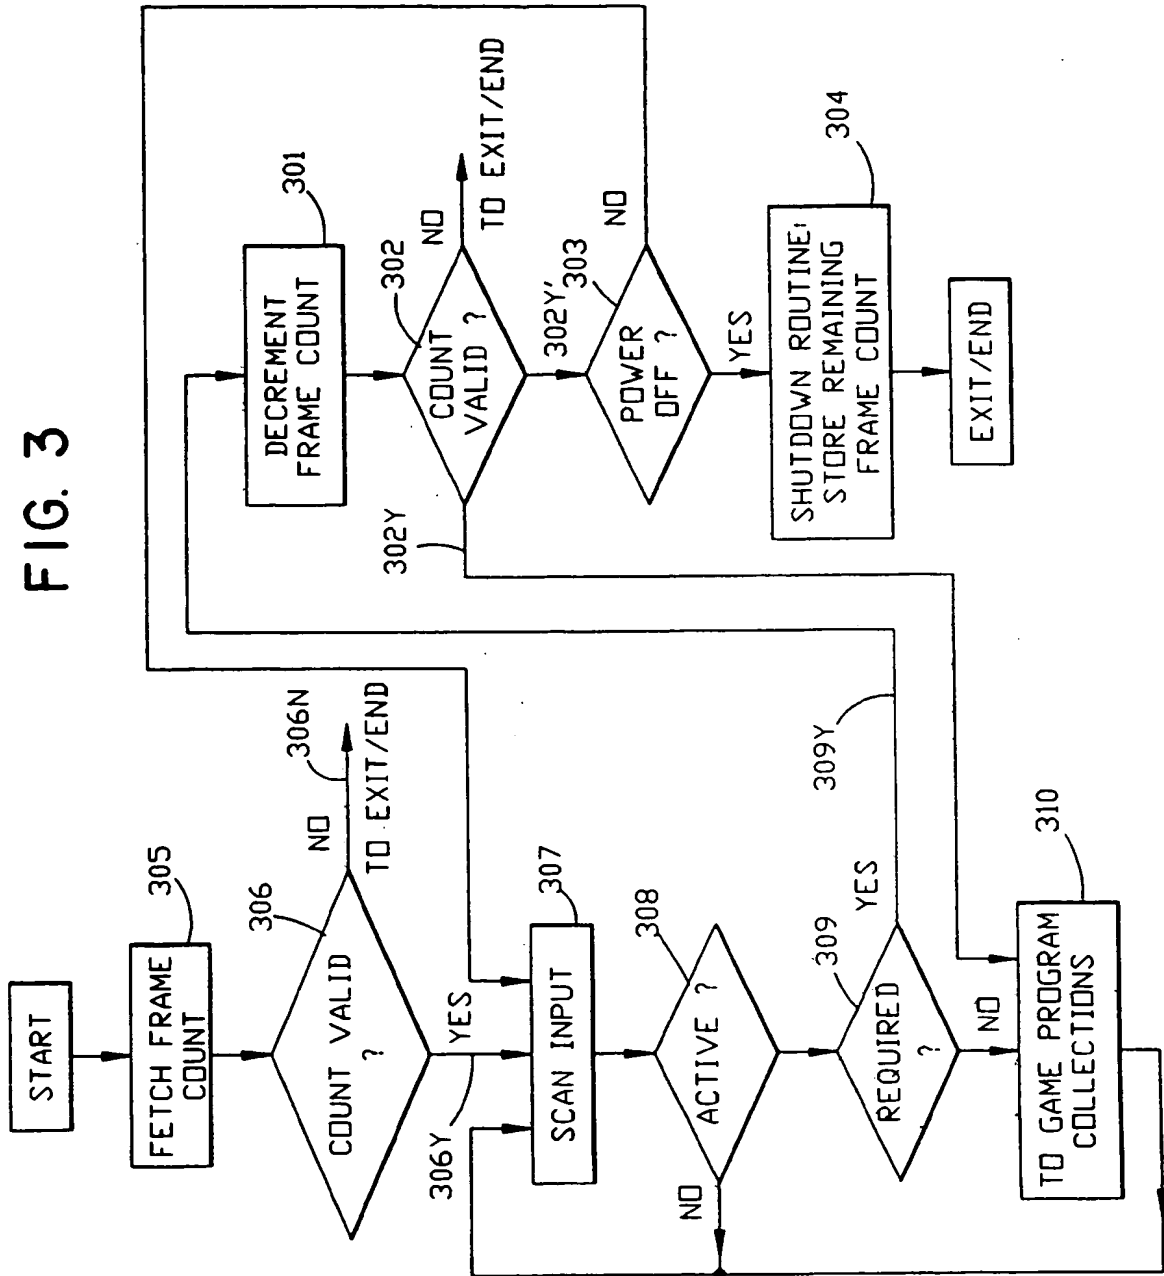 FIG. 3
START
FETCH FRAME
COUNT
305
COUNT VALID
?
306
NO
306N
TO EXIT/END
YES
306Y
SCAN INPUT
307
ACTIVE ?
308
NO
REQUIRED
?
309
YES
309Y
NO
TO GAME PROGRAM
COLLECTIONS
310
DECREMENT
FRAME COUNT
301
COUNT
VALID ?
302
NO
TO EXIT/END
302Y
302Y'
POWER
OFF ?
303
NO
YES
SHUTDOWN ROUTINE:
STORE REMAINING
FRAME COUNT
304
EXIT/END